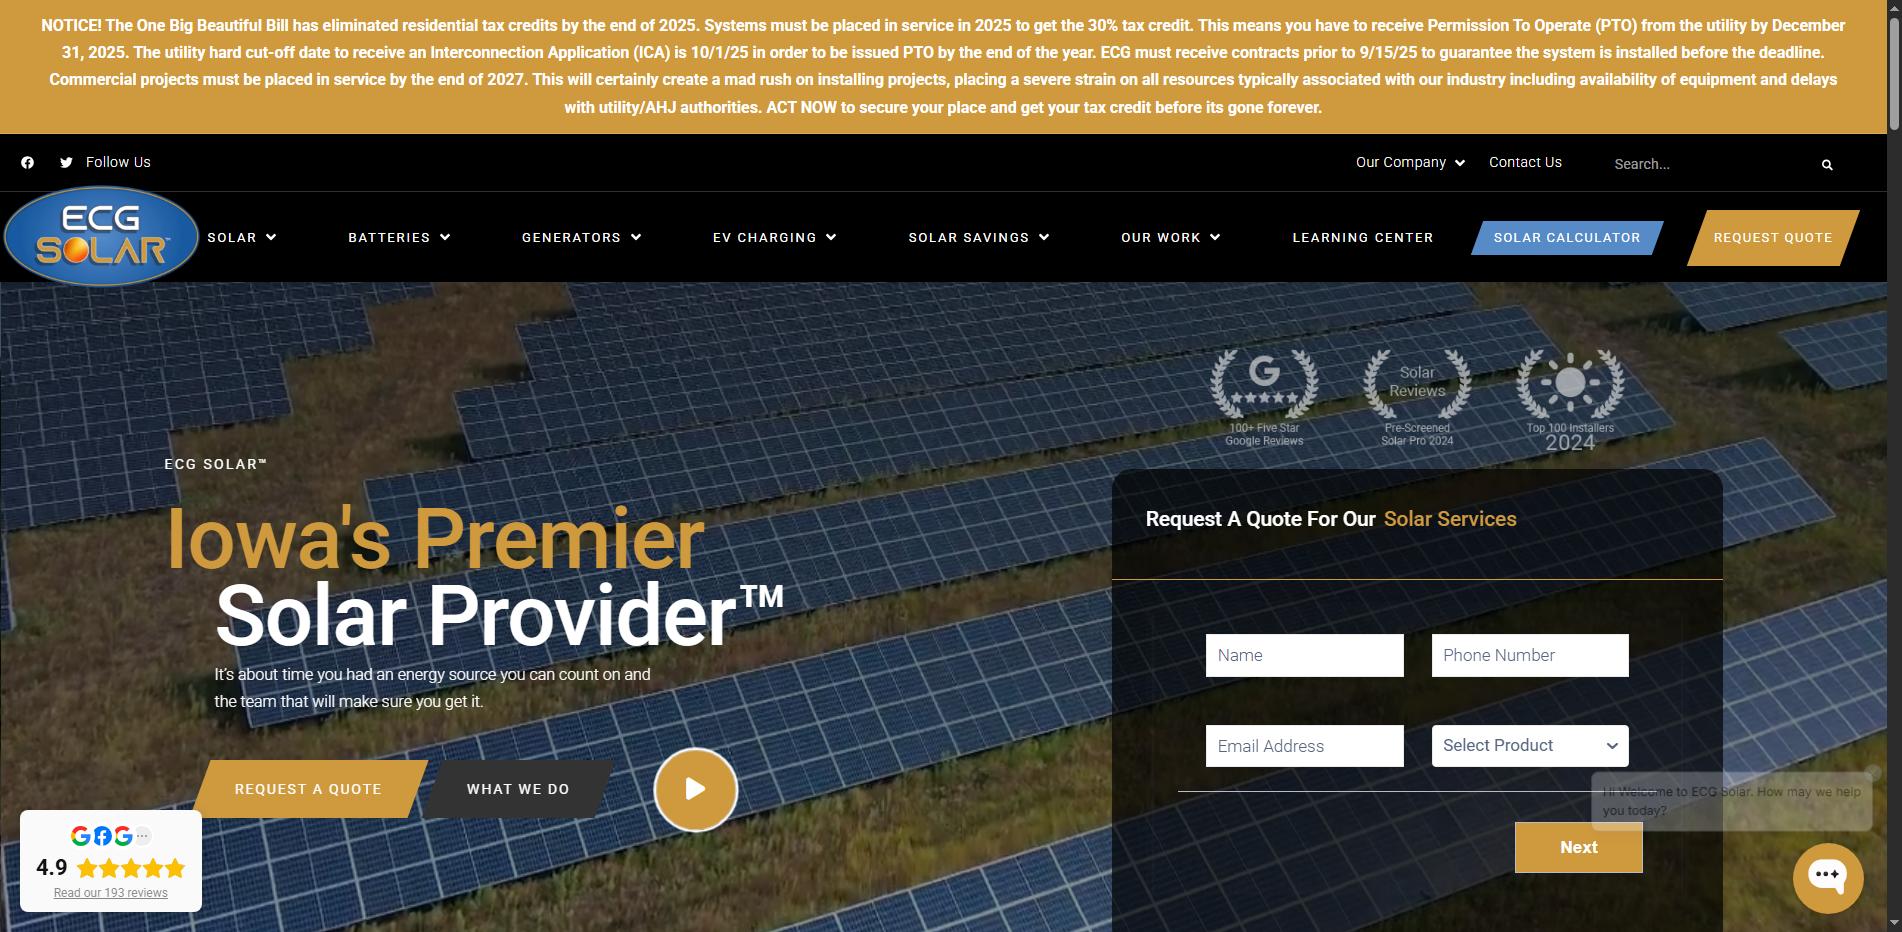 NOTICE! The One Big Beautiful Bill has eliminated residential tax credits by the end of 2025. Systems must be placed in service in 2025 to get the 30% tax credit. This means you have to receive Permission To Operate (PTO) from the utility by December
31, 2025. The utility hard cut-off date to receive an Interconnection Application (ICA) is 10/1/25 in order to be issued PTO by the end of the year. ECG must receive contracts prior to 9/15/25 to guarantee the system is installed before the deadline.
Commercial projects must be placed in service by the end of 2027. This will certainly create a mad rush on installing projects, placing a severe strain on all resources typically associated with our industry including availability of equipment and delays
with utility/AHJ authorities. ACT NOW to secure your place and get your tax credit before its gone forever.
Follow Us
Our Company
Contact Us
Search...
ECG
SOLAR™
SOLAR
BATTERIES
GENERATORS
EV CHARGING
SOLAR SAVINGS
OUR WORK
LEARNING CENTER
SOLAR CALCULATOR
REQUEST QUOTE
G
100+ Five Star
Google Reviews
Solar
Reviews
Pre-Screened
Solar Pro 2024
Top 100 Installers
2024
ECG SOLAR™
Iowa's Premier
Solar Provider™
It's about time you had an energy source you can count on and
the team that will make sure you get it.
REQUEST A QUOTE
WHAT WE DO
Request A Quote For Our Solar Services
Name
Phone Number
Email Address
Select Product
Next
Hi Welcome to ECG Solar. How may we help
you today?
4.9
Read our 193 reviews